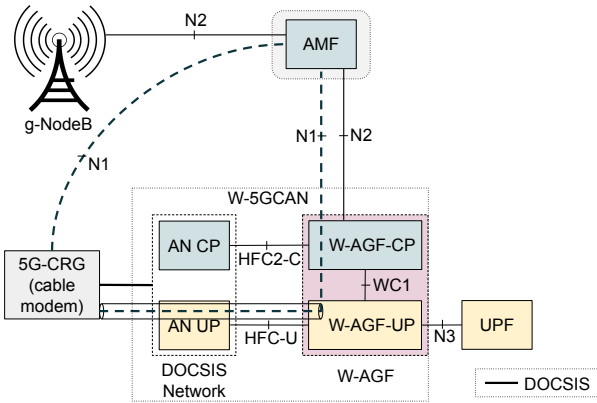 N2
AMF
g-NodeB
N1
N2
N1
W-5GCAN
AN CP
W-AGF-CP
HFC2-C
5G-CRG
(cable
modem)
WC1
AN UP
W-AGF-UP
UPF
HFC-U
N3
DOCSIS
Network
W-AGF
DOCSIS